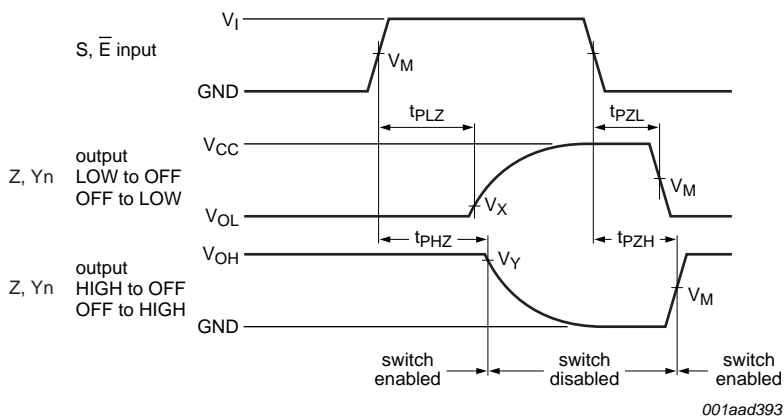 V_I
S, E̅ input
V_M
GND
t_PLZ
t_PZL
V_CC
output
Z, Yn LOW to OFF
OFF to LOW
V_M
V_X
V_OL
t_PHZ
t_PZH
V_OH
V_Y
output
Z, Yn HIGH to OFF
OFF to HIGH
V_M
GND
switch enabled
switch disabled
switch enabled
001aad393